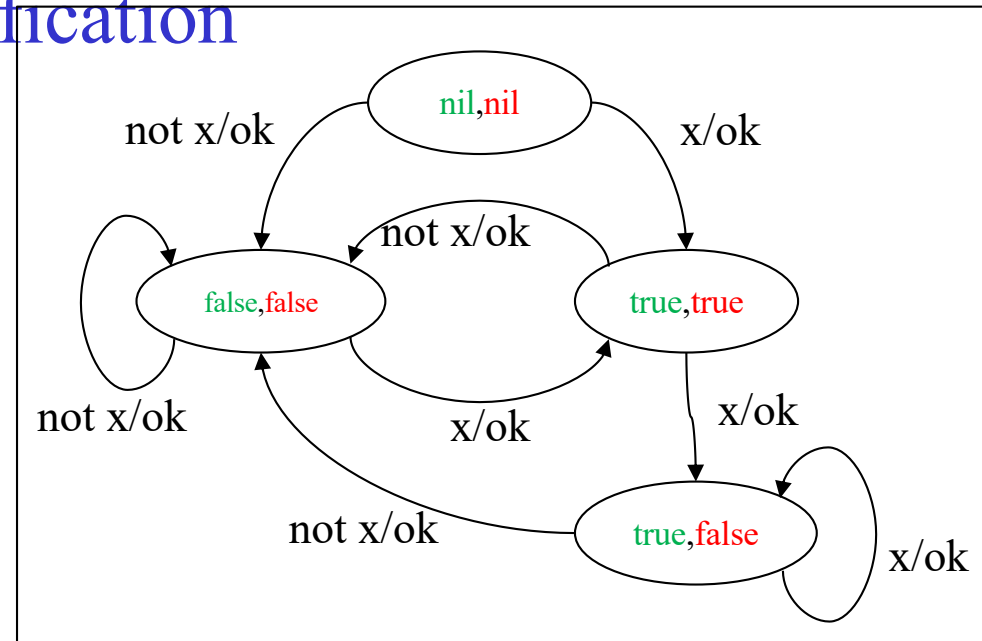 fication
nil,nil
not x/ok
x/ok
not x/ok
false,false
true,true
not x/ok
x/ok
x/ok
not x/ok
true,false
x/ok